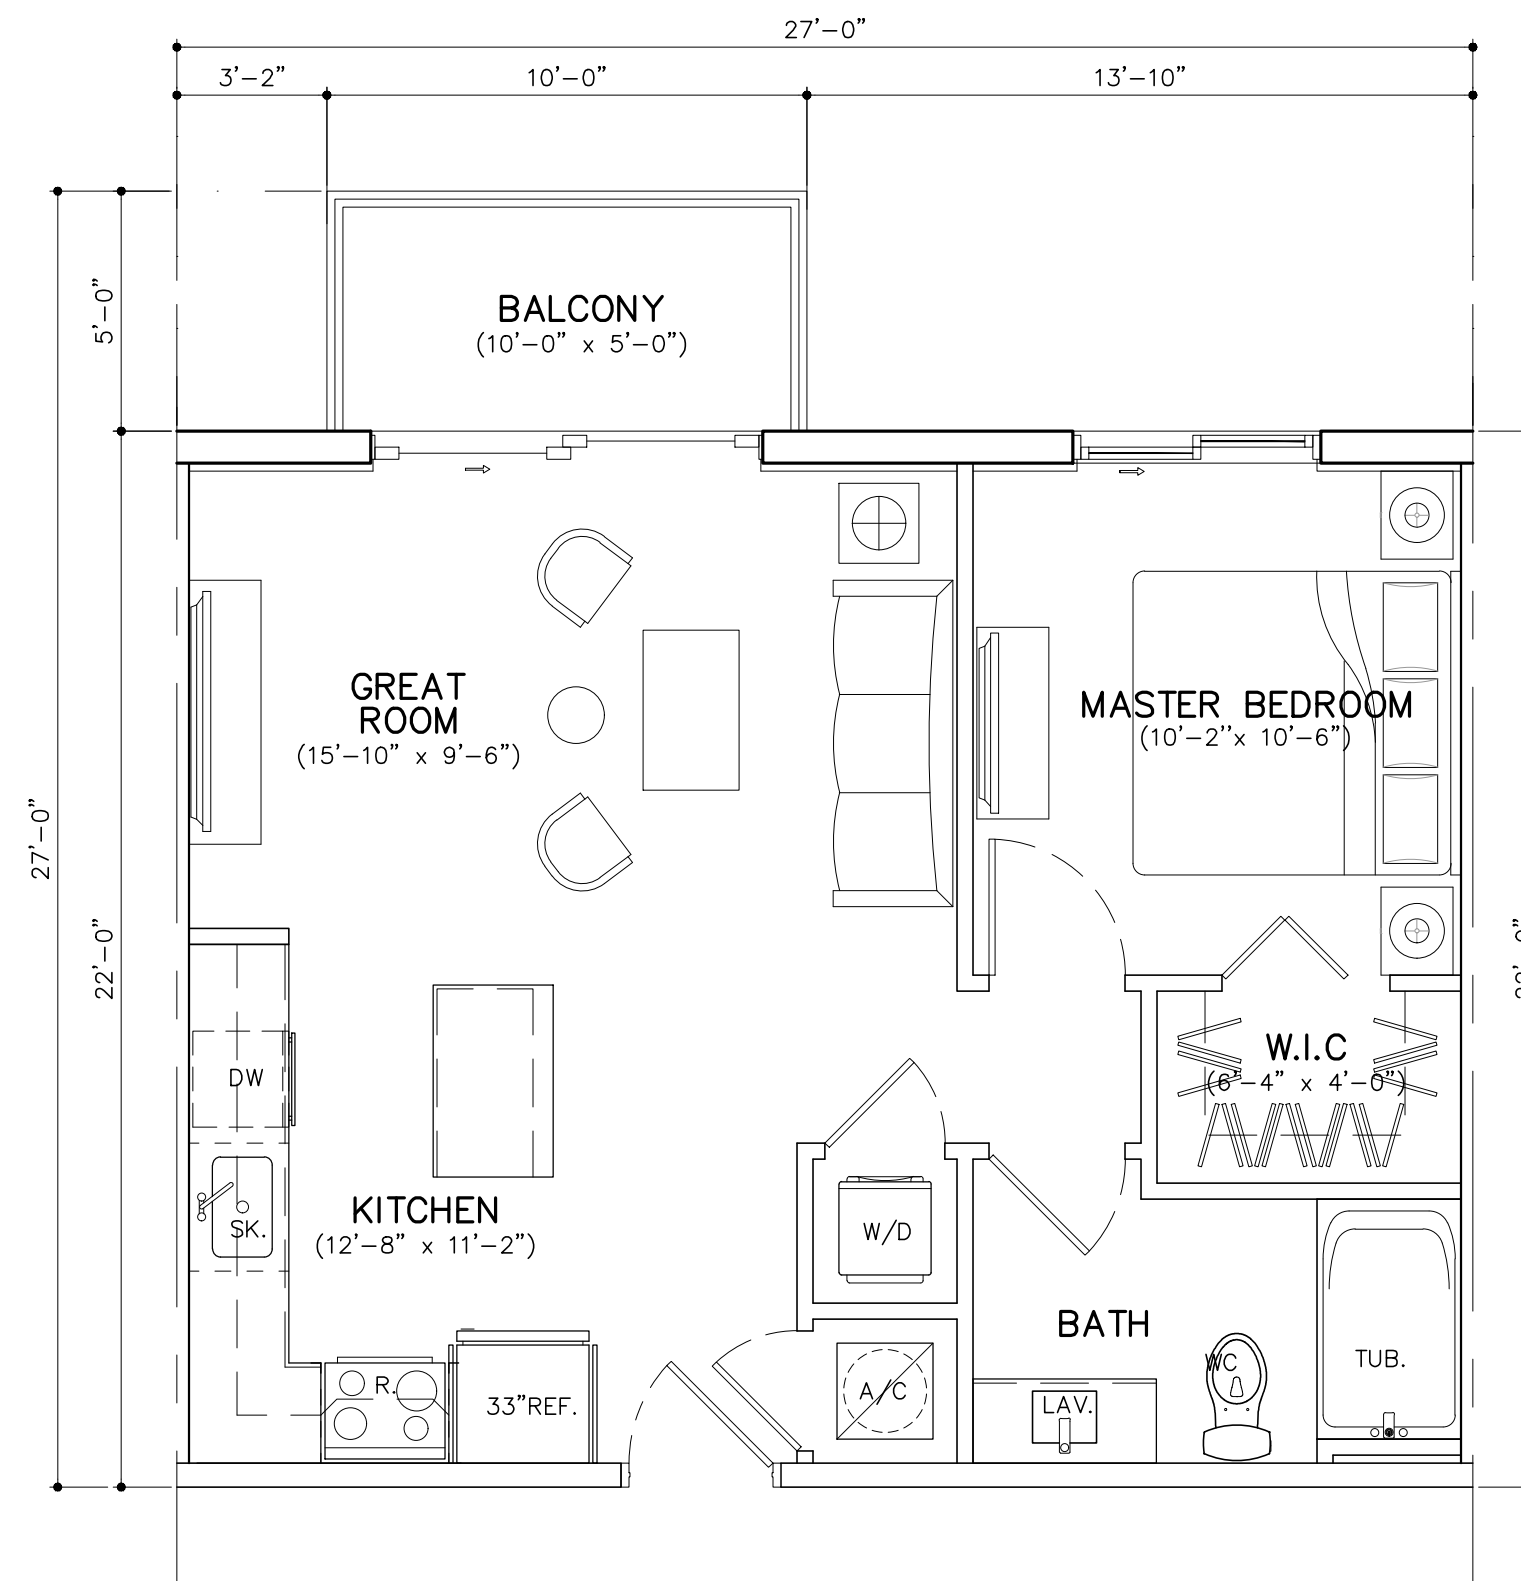 27'-0"
3'-2"
10'-0"
13'-10"
5'-0"
BALCONY
(10'-0" x 5'-0")
GREAT
ROOM
(15'-10" x 9'-6")
MASTER BEDROOM
(10'-2''x 10'-6")
27'-0"
22'-0"
W.I.C
(6'-4" x 4'-0")
DW
KITCHEN
(12'-8" x 11'-2")
SK.
W/D
BATH
WC
TUB.
R.
A/C
33"REF.
LAV.